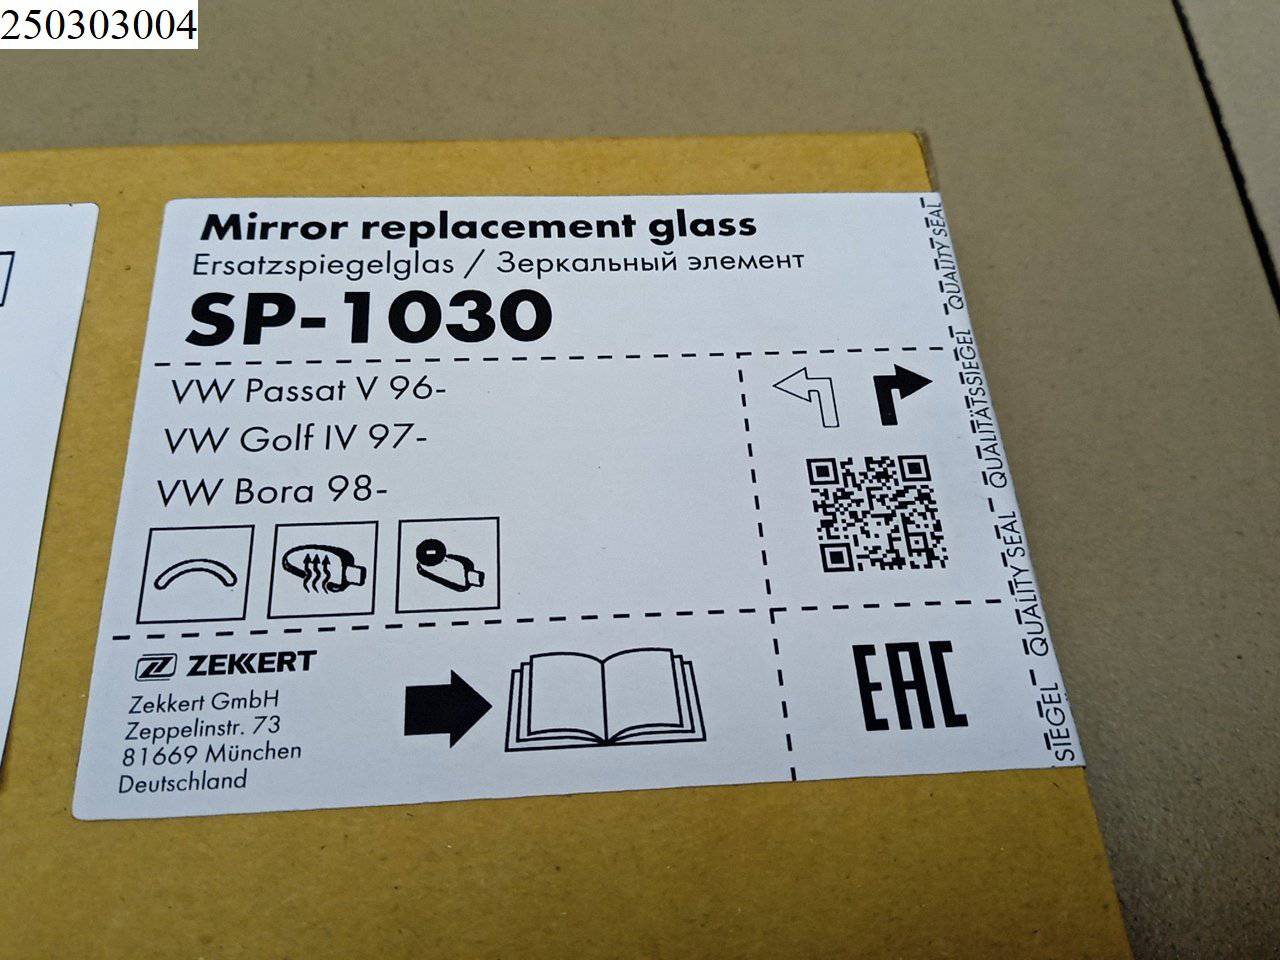 250303004
Mirror replacement glass
Ersatzspiegelglas / Зеркальный элемент
SP-1030
VW Passat V 96-
VW Golf IV 97-
VW Bora 98-
ZEKKERT
Zekkert GmbH
Zeppelinstr. 73
81669 München
Deutschland
EAC
SIEGEL QUALITY SEAL QUALITÄTSSIEGEL QUALITY SEAL